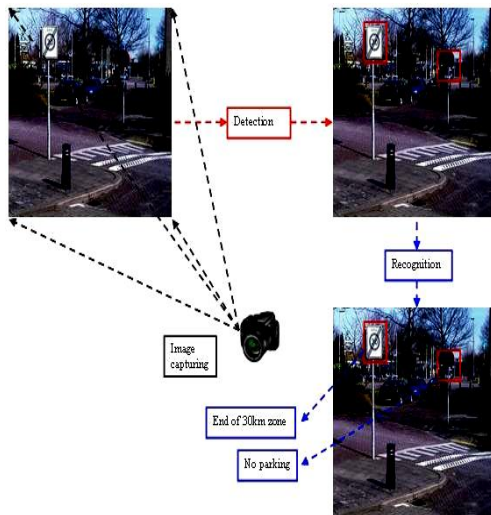 Detection
Recognition
Image
capturing
End of 30km zone
No parking